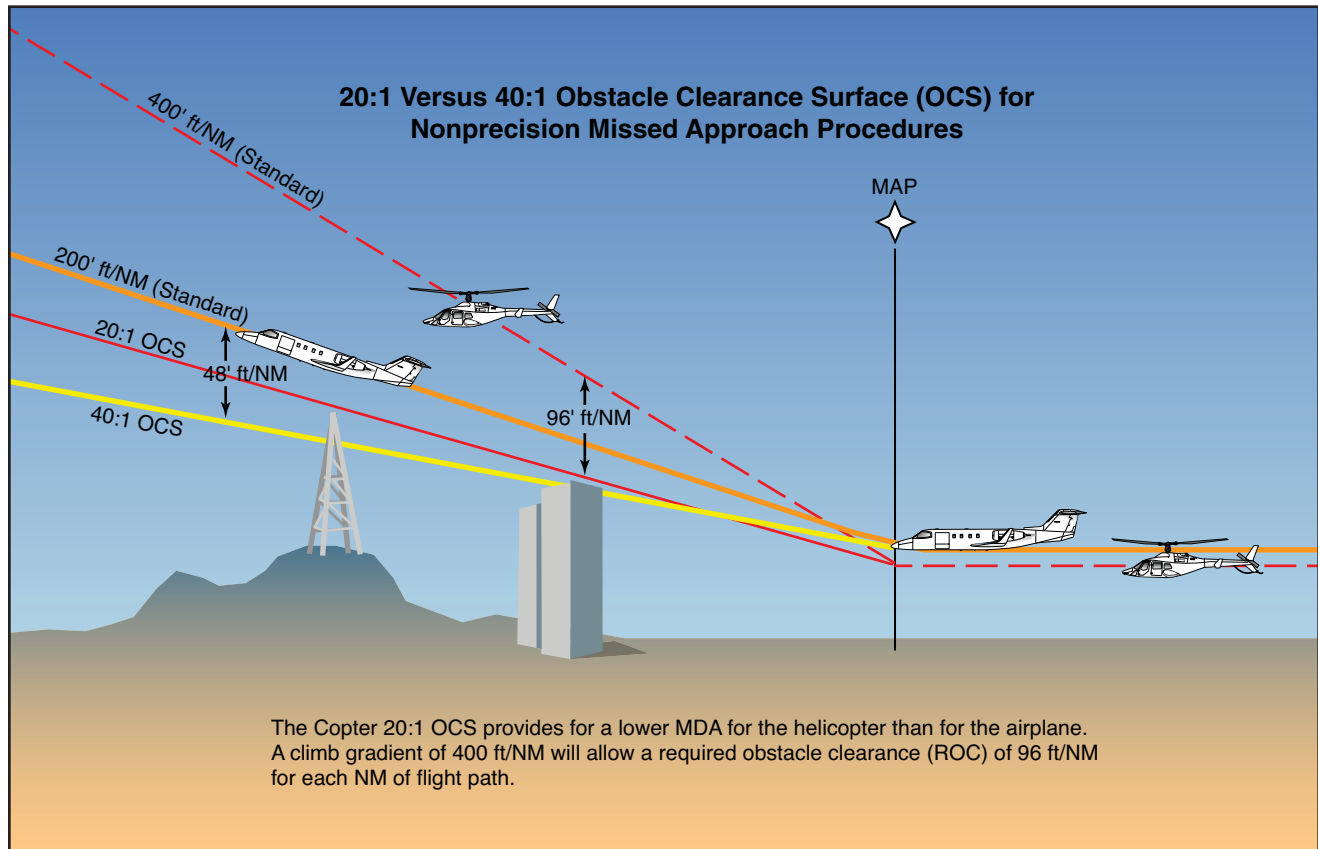 20:1 Versus 40:1 Obstacle Clearance Surface (OCS) for
Nonprecision Missed Approach Procedures
MAP
400' ft/NM (Standard)
200' ft/NM (Standard)
20:1 OCS
48' ft/NM
40:1 OCS
96' ft/NM
The Copter 20:1 OCS provides for a lower MDA for the helicopter than for the airplane.
A climb gradient of 400 ft/NM will allow a required obstacle clearance (ROC) of 96 ft/NM
for each NM of flight path.